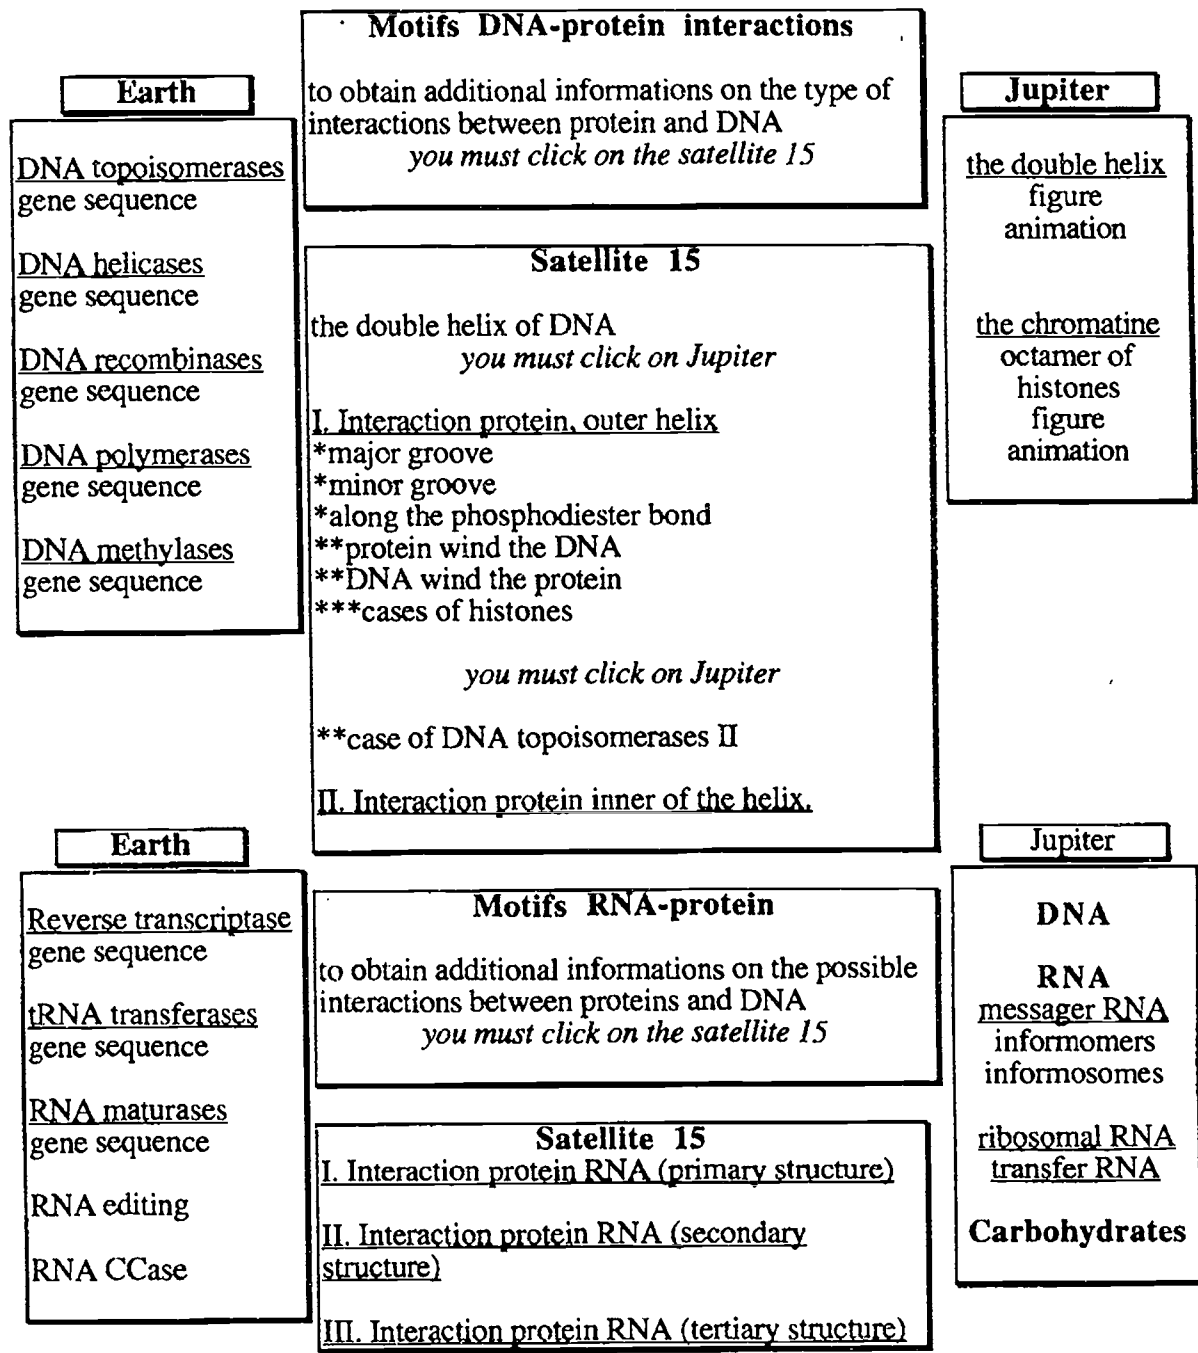 Motifs DNA-protein interactions
to obtain additional informations on the type of
interactions between protein and DNA
you must click on the satellite 15
Earth
DNA topoisomerases
gene sequence
DNA helicases
gene sequence
DNA recombinases
gene sequence
DNA polymerases
gene sequence
DNA methylases
gene sequence
Satellite 15
the double helix of DNA
you must click on Jupiter
I. Interaction protein, outer helix
*major groove
*minor groove
*along the phosphodiester bond
**protein wind the DNA
**DNA wind the protein
***cases of histones
you must click on Jupiter
**case of DNA topoisomerases II
II. Interaction protein inner of the helix.
Jupiter
the double helix
figure
animation
the chromatine
octamer of
histones
figure
animation
Earth
Reverse transcriptase
gene sequence
tRNA transferases
gene sequence
RNA maturases
gene sequence
RNA editing
RNA CCase
Motifs RNA-protein
to obtain additional informations on the possible
interactions between proteins and DNA
you must click on the satellite 15
Satellite 15
I. Interaction protein RNA (primary structure)
II. Interaction protein RNA (secondary
structure)
III. Interaction protein RNA (tertiary structure)
Jupiter
DNA
RNA
messager RNA
informomers
informosomes
ribosomal RNA
transfer RNA
Carbohydrates